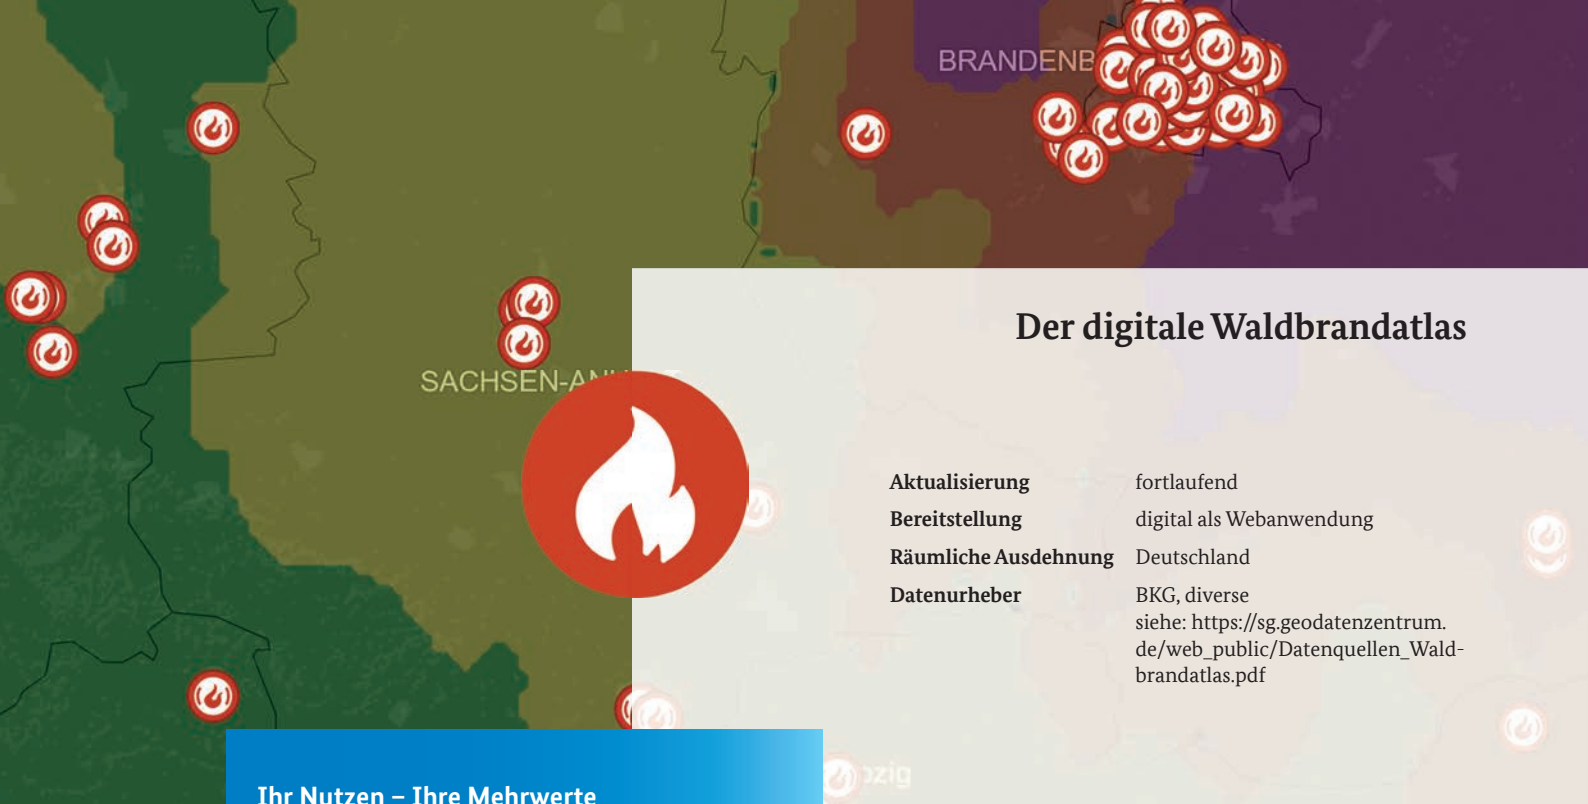 BRANDENB
Der digitale Waldbrandatlas
SACHSEN-AN
Aktualisierung fortlaufend
Bereitstellung digital als Webanwendung
Räumliche Ausdehnung Deutschland
Datenurheber BKG, diverse
siehe: https://sg.geodatenzentrum.
de/web_public/Datenquellen_Wald-
brandatlas.pdf
pzig
Ihr Nutzen – Ihre Mehrwerte